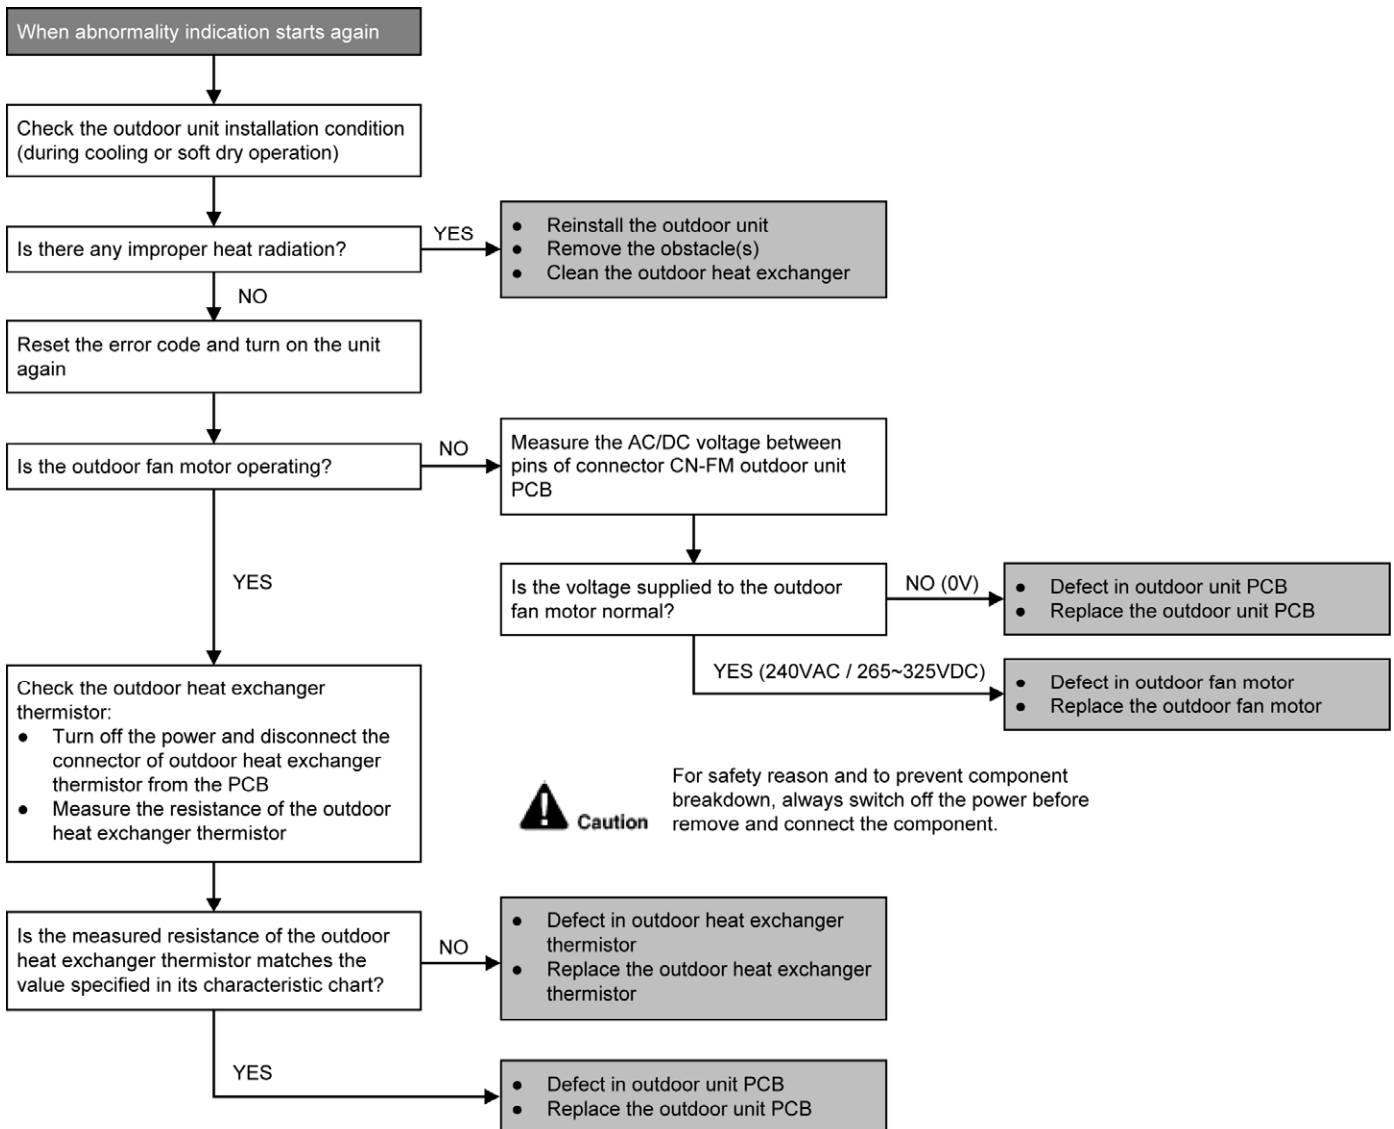 When abnormality indication starts again
Check the outdoor unit installation condition
(during cooling or soft dry operation)
Is there any improper heat radiation?
YES
● Reinstall the outdoor unit
● Remove the obstacle(s)
● Clean the outdoor heat exchanger
NO
Reset the error code and turn on the unit
again
Is the outdoor fan motor operating?
NO
Measure the AC/DC voltage between
pins of connector CN-FM outdoor unit
PCB
YES
Is the voltage supplied to the outdoor
fan motor normal?
NO (0V)
● Defect in outdoor unit PCB
● Replace the outdoor unit PCB
YES (240VAC / 265~325VDC)
● Defect in outdoor fan motor
● Replace the outdoor fan motor
Check the outdoor heat exchanger
thermistor:
● Turn off the power and disconnect the
connector of outdoor heat exchanger
thermistor from the PCB
● Measure the resistance of the outdoor
heat exchanger thermistor
Caution
For safety reason and to prevent component
breakdown, always switch off the power before
remove and connect the component.
Is the measured resistance of the outdoor
heat exchanger thermistor matches the
value specified in its characteristic chart?
NO
● Defect in outdoor heat exchanger
thermistor
● Replace the outdoor heat exchanger
thermistor
YES
● Defect in outdoor unit PCB
● Replace the outdoor unit PCB